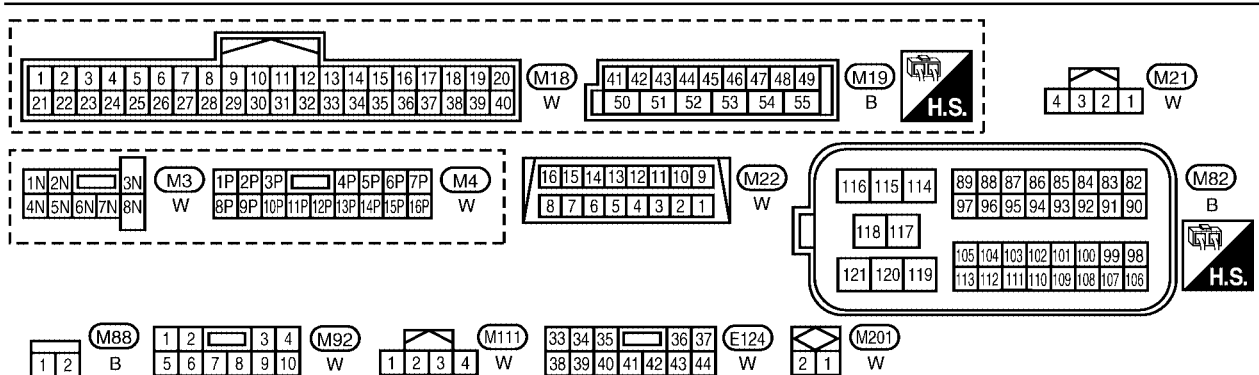 1 2 3 4 5 6 7 8 9 10 11 12 13 14 15 16 17 18 19 20
21 22 23 24 25 26 27 28 29 30 31 32 33 34 35 36 37 38 39 40
M18
W
41 42 43 44 45 46 47 48 49
50 51 52 53 54 55
M19
B
H.S.
4 3 2 1
M21
W
1N 2N 3N
4N 5N 6N 7N 8N
M3
W
1P 2P 3P 4P 5P 6P 7P
8P 9P 10P 11P 12P 13P 14P 15P 16P
M4
W
16 15 14 13 12 11 10 9
8 7 6 5 4 3 2 1
M22
W
116 115 114
118 117
121 120 119
89 88 87 86 85 84 83 82
97 96 95 94 93 92 91 90
105 104 103 102 101 100 99 98
113 112 111 110 109 108 107 106
M82
B
H.S.
1 2
M88
B
1 2 3 4
5 6 7 8 9 10
M92
W
1 2 3 4
M111
W
33 34 35 36 37
38 39 40 41 42 43 44
E124
W
2 1
M201
W